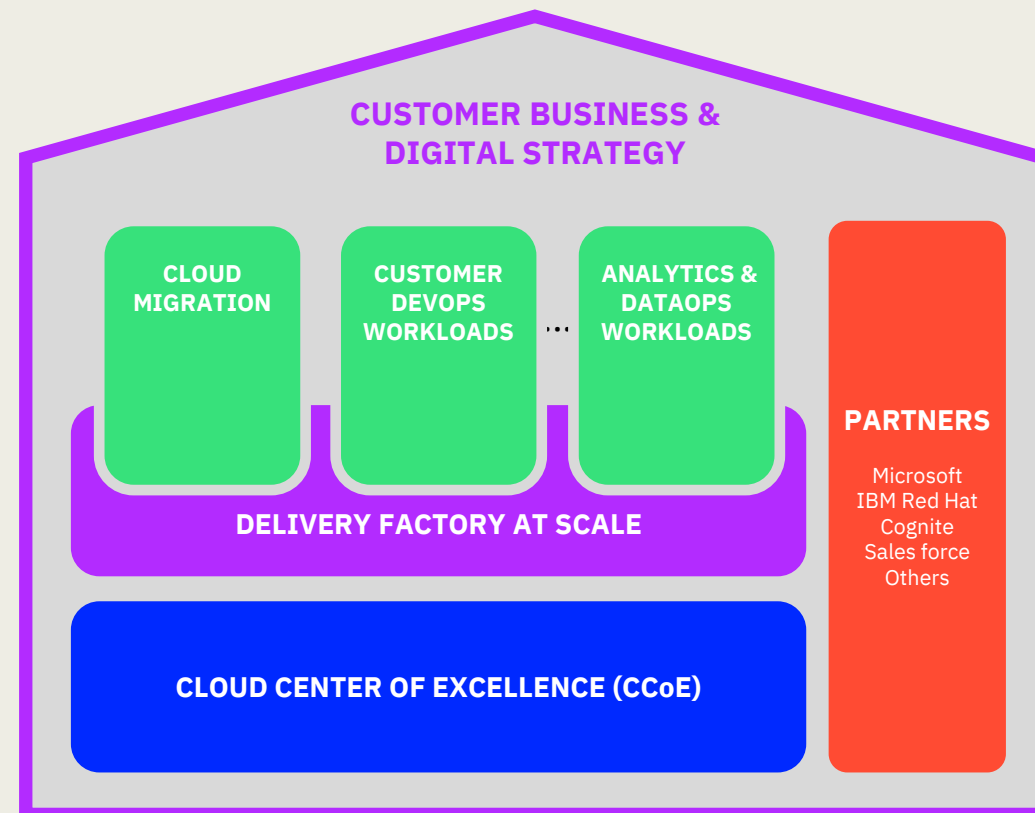 CUSTOMER BUSINESS &
DIGITAL STRATEGY
CLOUD
MIGRATION
CUSTOMER
DEVOPS
WORKLOADS
...
ANALYTICS &
DATAOPS
WORKLOADS
PARTNERS
Microsoft
IBM Red Hat
Cognite
Sales force
Others
DELIVERY FACTORY AT SCALE
CLOUD CENTER OF EXCELLENCE (CCoE)